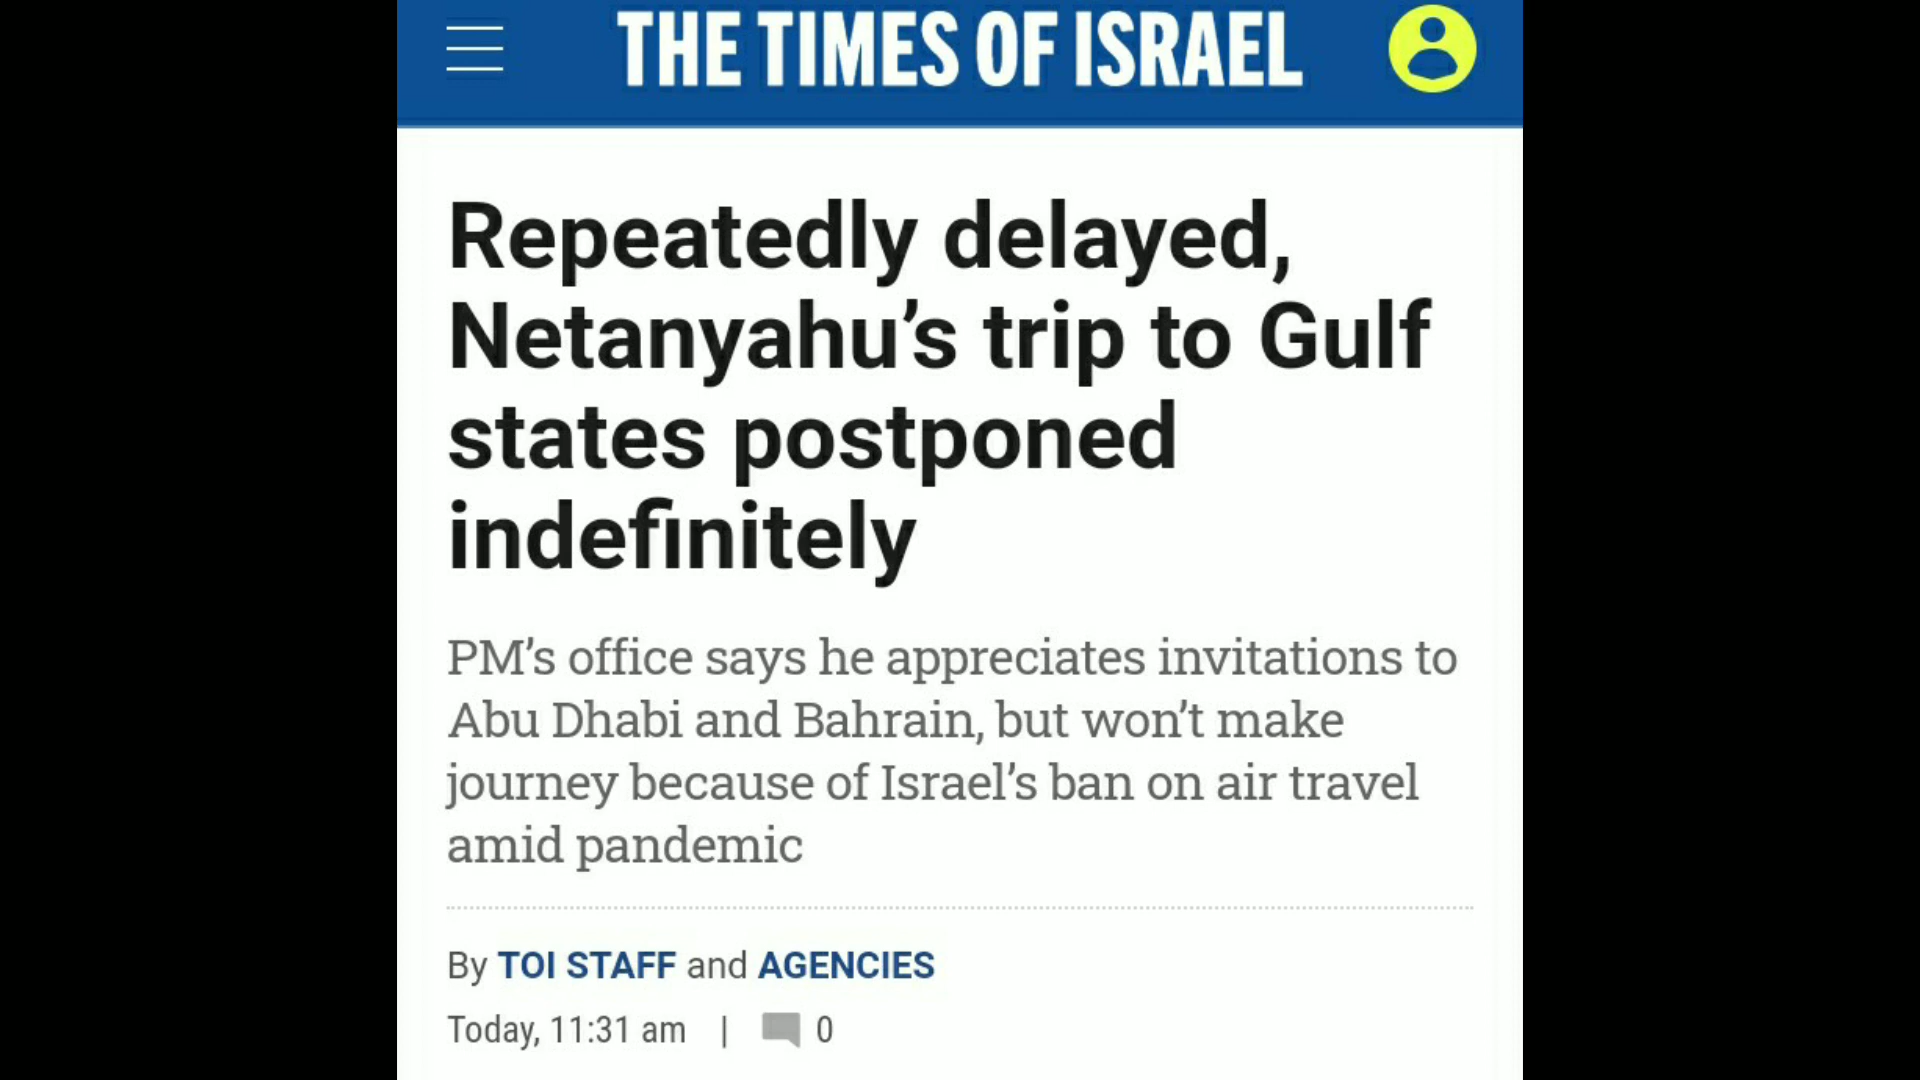 THE TIMES OF ISRAEL
Repeatedly delayed,
Netanyahu’s trip to Gulf
states postponed
indefinitely
PM’s office says he appreciates invitations to
Abu Dhabi and Bahrain, but won’t make
journey because of Israel’s ban on air travel
amid pandemic
By TOI STAFF and AGENCIES
Today, 11:31 am | 0